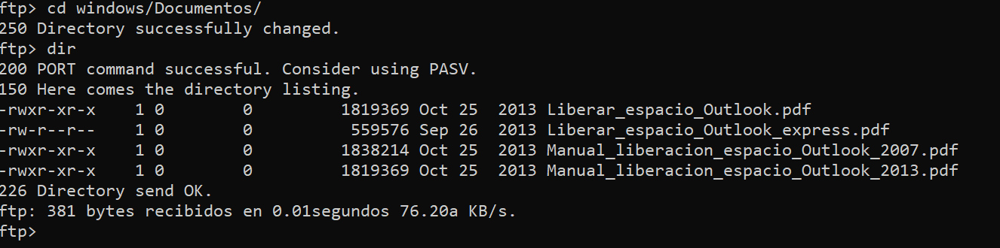 ftp> cd windows/Documentos/
250 Directory successfully changed.
ftp> dir
200 PORT command successful. Consider using PASV.
150 Here comes the directory listing.
-rwxr-xr-x    1 0        0         1819369 Oct 25  2013 Liberar_espacio_Outlook.pdf
-rw-r--r--    1 0        0          559576 Sep 26  2013 Liberar_espacio_Outlook_express.pdf
-rwxr-xr-x    1 0        0         1838214 Oct 25  2013 Manual_liberacion_espacio_Outlook_2007.pdf
-rwxr-xr-x    1 0        0         1819369 Oct 25  2013 Manual_liberacion_espacio_Outlook_2013.pdf
226 Directory send OK.
ftp: 381 bytes recibidos en 0.01segundos 76.20a KB/s.
ftp>